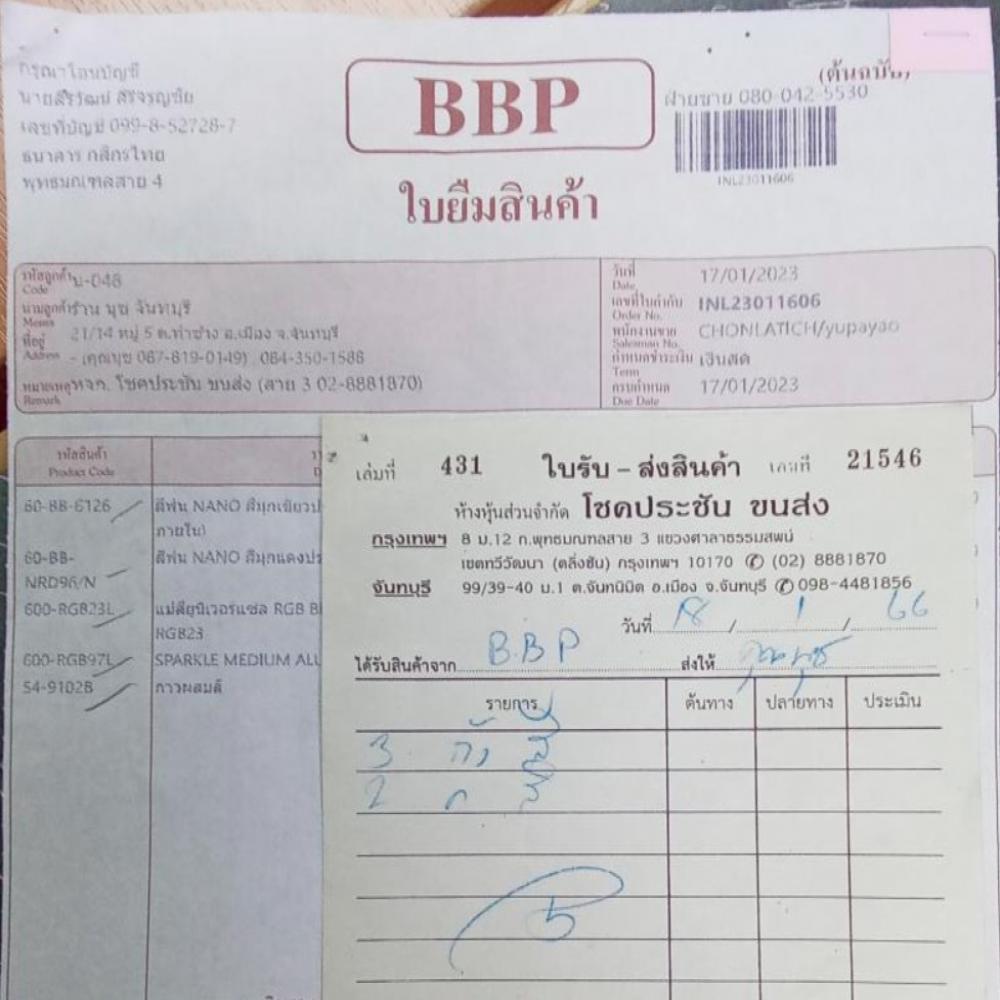 กรุณาโอนบัญชี
นายสิริวัฒน์ สิริจรูญชัย
เลขที่บัญชี 099-8-52728-7
ธนาคาร กสิกรไทย
พุทธมณฑลสาย 4
BBP
ใบยืมสินค้า
(ต้นฉบับ)
ฝ่ายขาย 080-042-5530
INL23011606
รหัสลูกค้า น-048
Code
นามลูกค้า ร้าน นุช จันทบุรี
Messrs
ที่อยู่ 21/14 หมู่ 5 ต.ท่าช้าง อ.เมือง จ.จันทบุรี
Address - (คุณนุช 087-819-0149) 084-350-1588
หมายเหตุ หจก. โชคประชัน ขนส่ง (สาย 3 02-8881870)
Remark
วันที่ 17/01/2023
Date
เลขที่ใบกำกับ INL23011606
Order No.
พนักงานขาย CHONLATICH/yupayao
Salesman No.
กำหนดชำระเงิน เงินสด
Term
ครบกำหนด 17/01/2023
Due Date
รหัสสินค้า
Product Code
60-BB-6126 สีพ่น NANO สีมุกเขียวป
ภายใน)
60-BB- สีพ่น NANO สีมุกแดงปร
NRD96/N
600-RGB23L แม่สียูนิเวอร์แซล RGB B
RGB23
600-RGB97L SPARKLE MEDIUM ALU
54-9102B กาวผสมสี
เล่มที่ 431 ใบรับ - ส่งสินค้า เลขที่ 21546
ห้างหุ้นส่วนจำกัด โชคประชัน ขนส่ง
กรุงเทพฯ 8 ม.12 ถ.พุทธมณฑลสาย 3 แขวงศาลาธรรมสพน์
เขตทวีวัฒนา (ตลิ่งชัน) กรุงเทพฯ 10170 ✆ (02) 8881870
จันทบุรี 99/39-40 ม.1 ต.จันทนิมิต อ.เมือง จ.จันทบุรี ✆ 098-4481856
วันที่ 18 / 1 / 66
ได้รับสินค้าจาก B.B.P ส่งให้ คุณนุช
รายการ ต้นทาง ปลายทาง ประเมิน
3 ถัง สี
2 ก สี